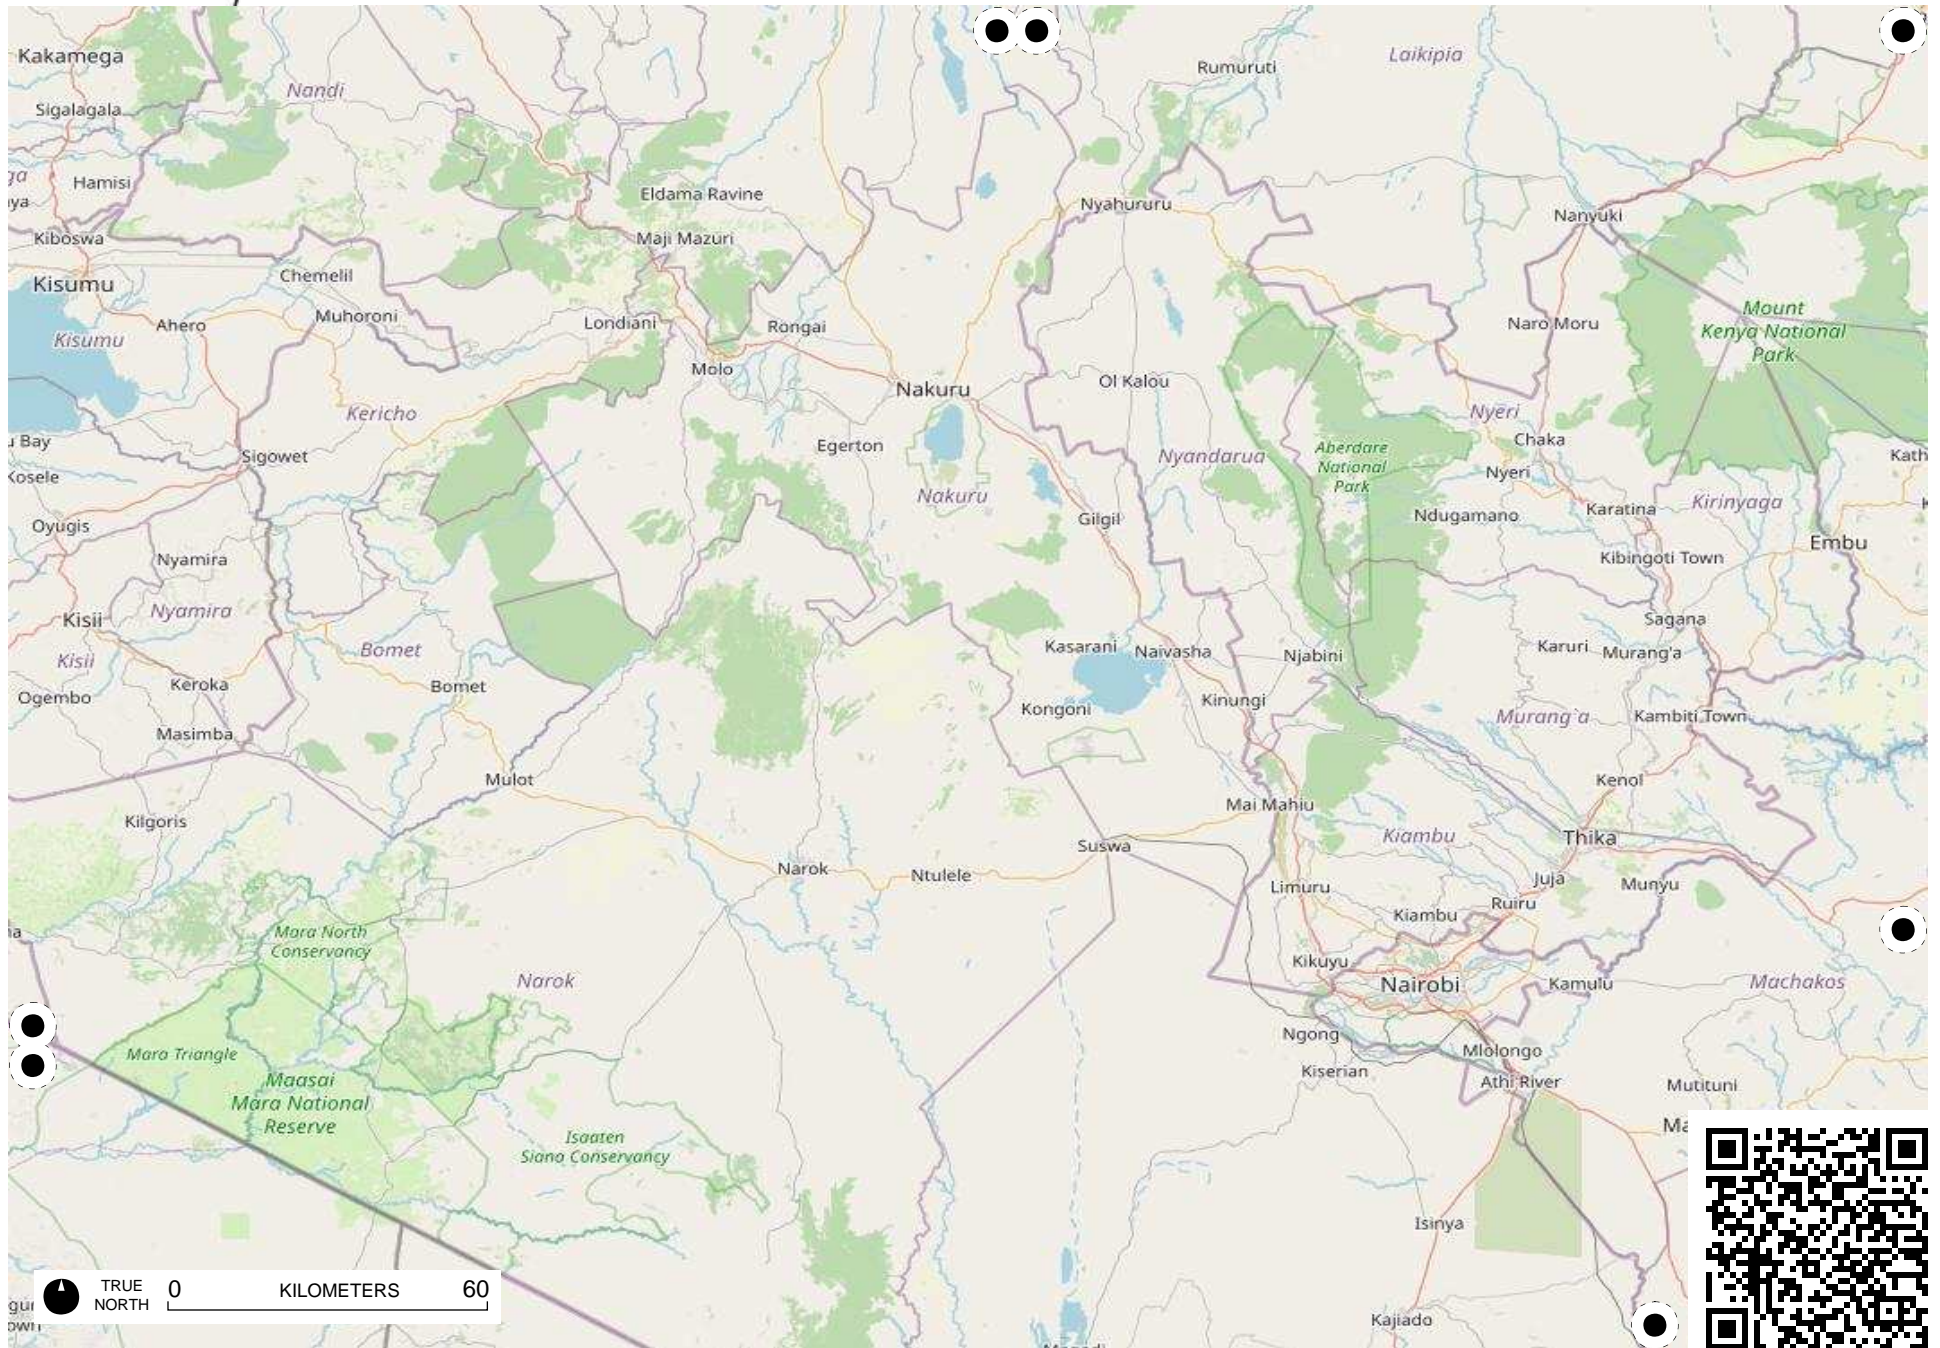 Kakamega
Laikipia
Rumuruti
Nandi
Sigalagala
Hamisi
Eldama Ravine
Nyahururu
Nanyuki
Kiboswa
Maji Mazuri
Chemelil
Kisumu
Mount
Kenya National
Park
Muhoroni
Ahero
Londiani
Rongai
Naro Moru
Kisumu
Molo
Nakuru
Ol Kalou
Kericho
Nyeri
Chaka
u Bay
Egerton
Aberdare
National
Park
Nyandarua
Sigowet
Kath
Kosele
Nyeri
Nakuru
Kirinyaga
Karatina
Ndugamano
Gilgil
Oyugis
Embu
Nyamira
Kibingoti Town
Nyamira
Kisii
Sagana
Kasarani
Naivasha
Njabini
Karuri
Murang'a
Bomet
Kisii
Keroka
Bomet
Ogembo
Kinungi
Kongoni
Murang`a
Kambiti Town
Masimba
Mulot
Kenol
Mai Mahiu
Kilgoris
Kiambu
Thika
Suswa
Narok
Ntulele
Limuru
Juja
Munyu
Ruiru
Kiambu
Mara North
Conservancy
Kikuyu
Narok
Nairobi
Kamulu
Machakos
Ngong
Mara Triangle
Mlolongo
Kiserian
Athi River
Mutituni
Maasai
Mara National
Reserve
Ma
Isaaten
Siana Conservancy
Isinya
Kajiado
TRUE
NORTH
0
KILOMETERS
60